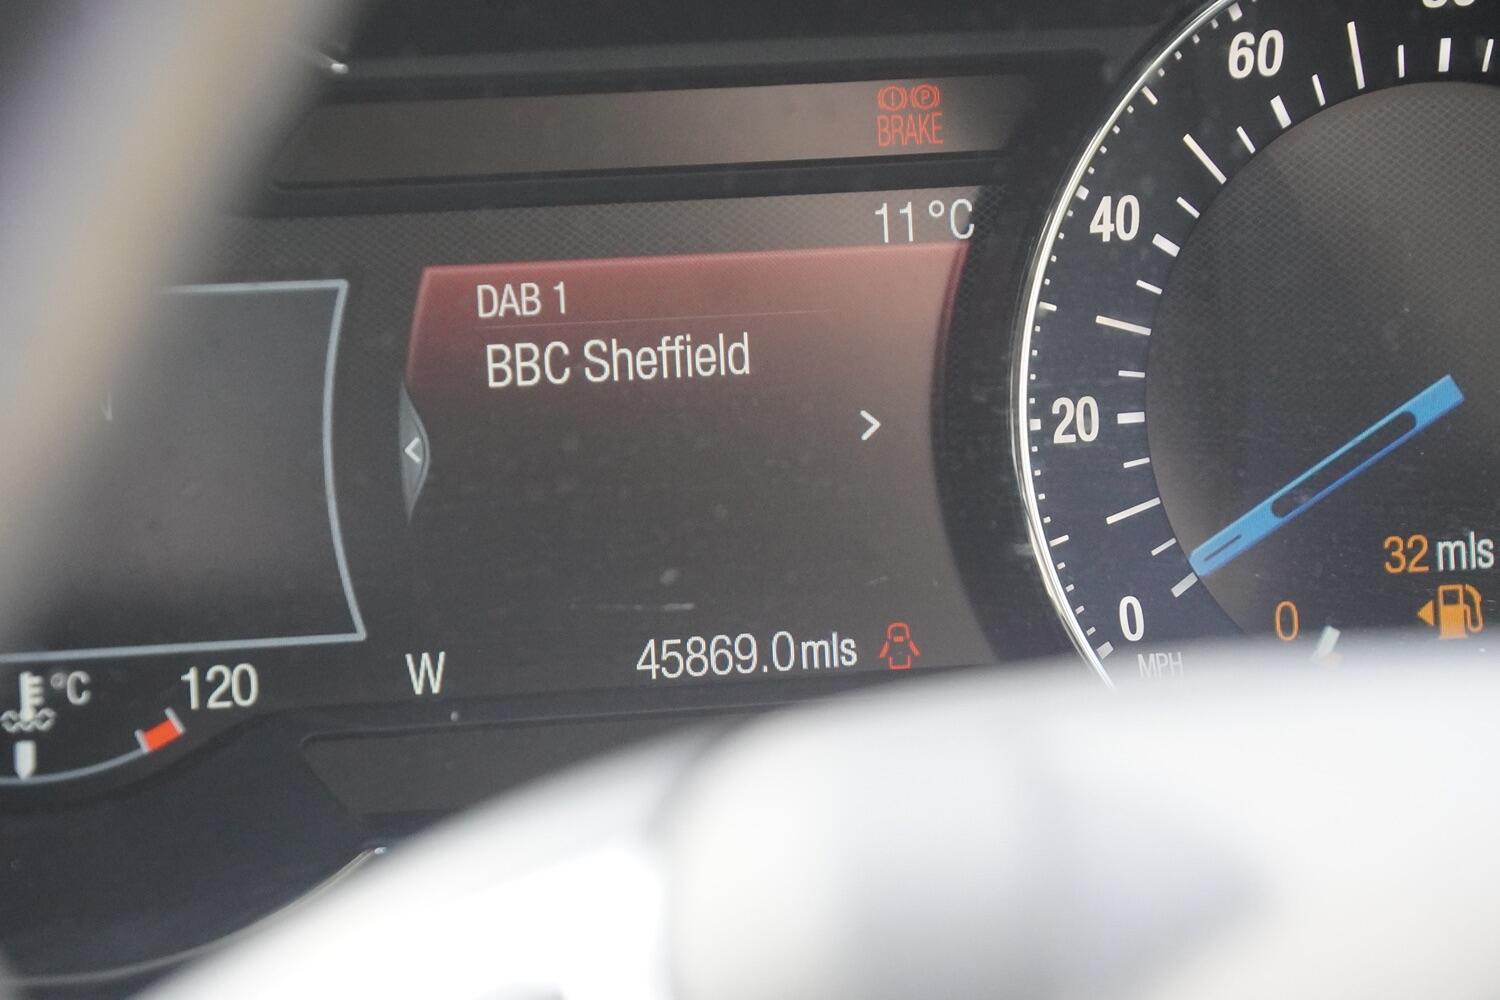 60
BRAKE
11°C
40
DAB 1
BBC Sheffield
20
32 mls
0
0
45869.0mls
MPH
W
°C
120